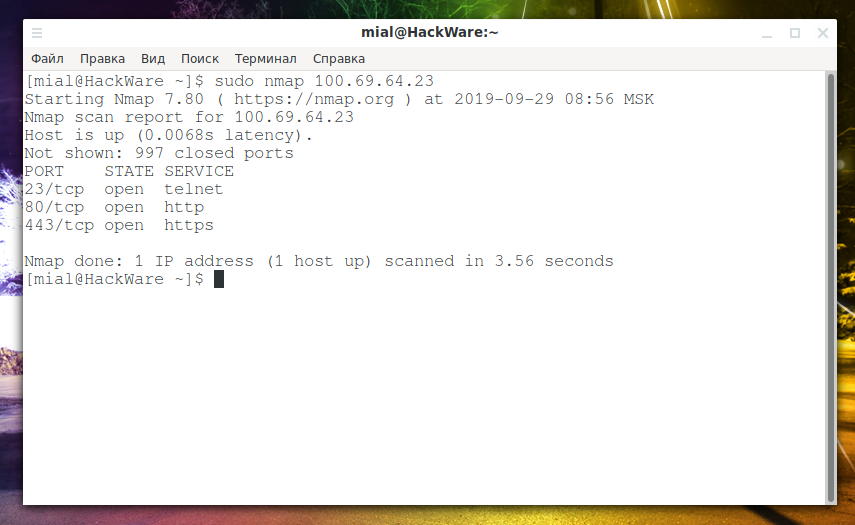 mial@HackWare:~
Файл Правка Вид Поиск Терминал Справка
[mial@HackWare ~]$ sudo nmap 100.69.64.23
Starting Nmap 7.80 ( https://nmap.org ) at 2019-09-29 08:56 MSK
Nmap scan report for 100.69.64.23
Host is up (0.0068s latency).
Not shown: 997 closed ports
PORT    STATE SERVICE
23/tcp  open  telnet
80/tcp  open  http
443/tcp open  https
Nmap done: 1 IP address (1 host up) scanned in 3.56 seconds
[mial@HackWare ~]$